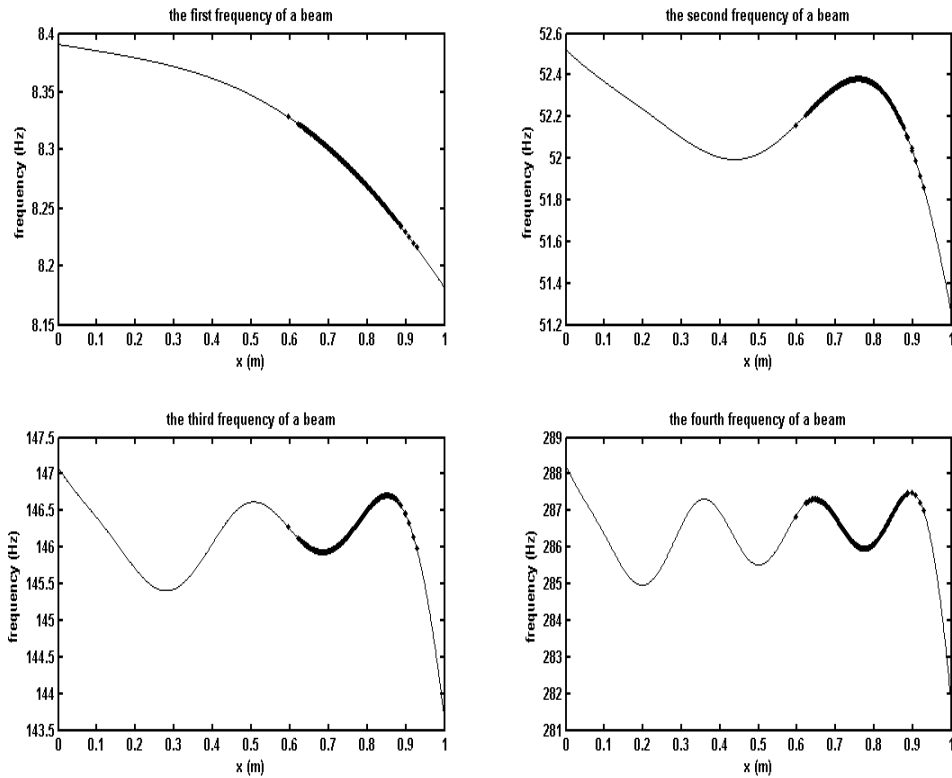 the first frequency of a beam
8.4
8.35
8.3
8.25
8.2
8.15
frequency (Hz)
0 0.1 0.2 0.3 0.4 0.5 0.6 0.7 0.8 0.9 1
x (m)
the second frequency of a beam
52.6
52.4
52.2
52
51.8
51.6
51.4
51.2
frequency (Hz)
0 0.1 0.2 0.3 0.4 0.5 0.6 0.7 0.8 0.9 1
x (m)
the third frequency of a beam
147.5
147
146.5
146
145.5
145
144.5
144
143.5
frequency (Hz)
0 0.1 0.2 0.3 0.4 0.5 0.6 0.7 0.8 0.9 1
x (m)
the fourth frequency of a beam
289
288
287
286
285
284
283
282
281
frequency (Hz)
0 0.1 0.2 0.3 0.4 0.5 0.6 0.7 0.8 0.9 1
x (m)